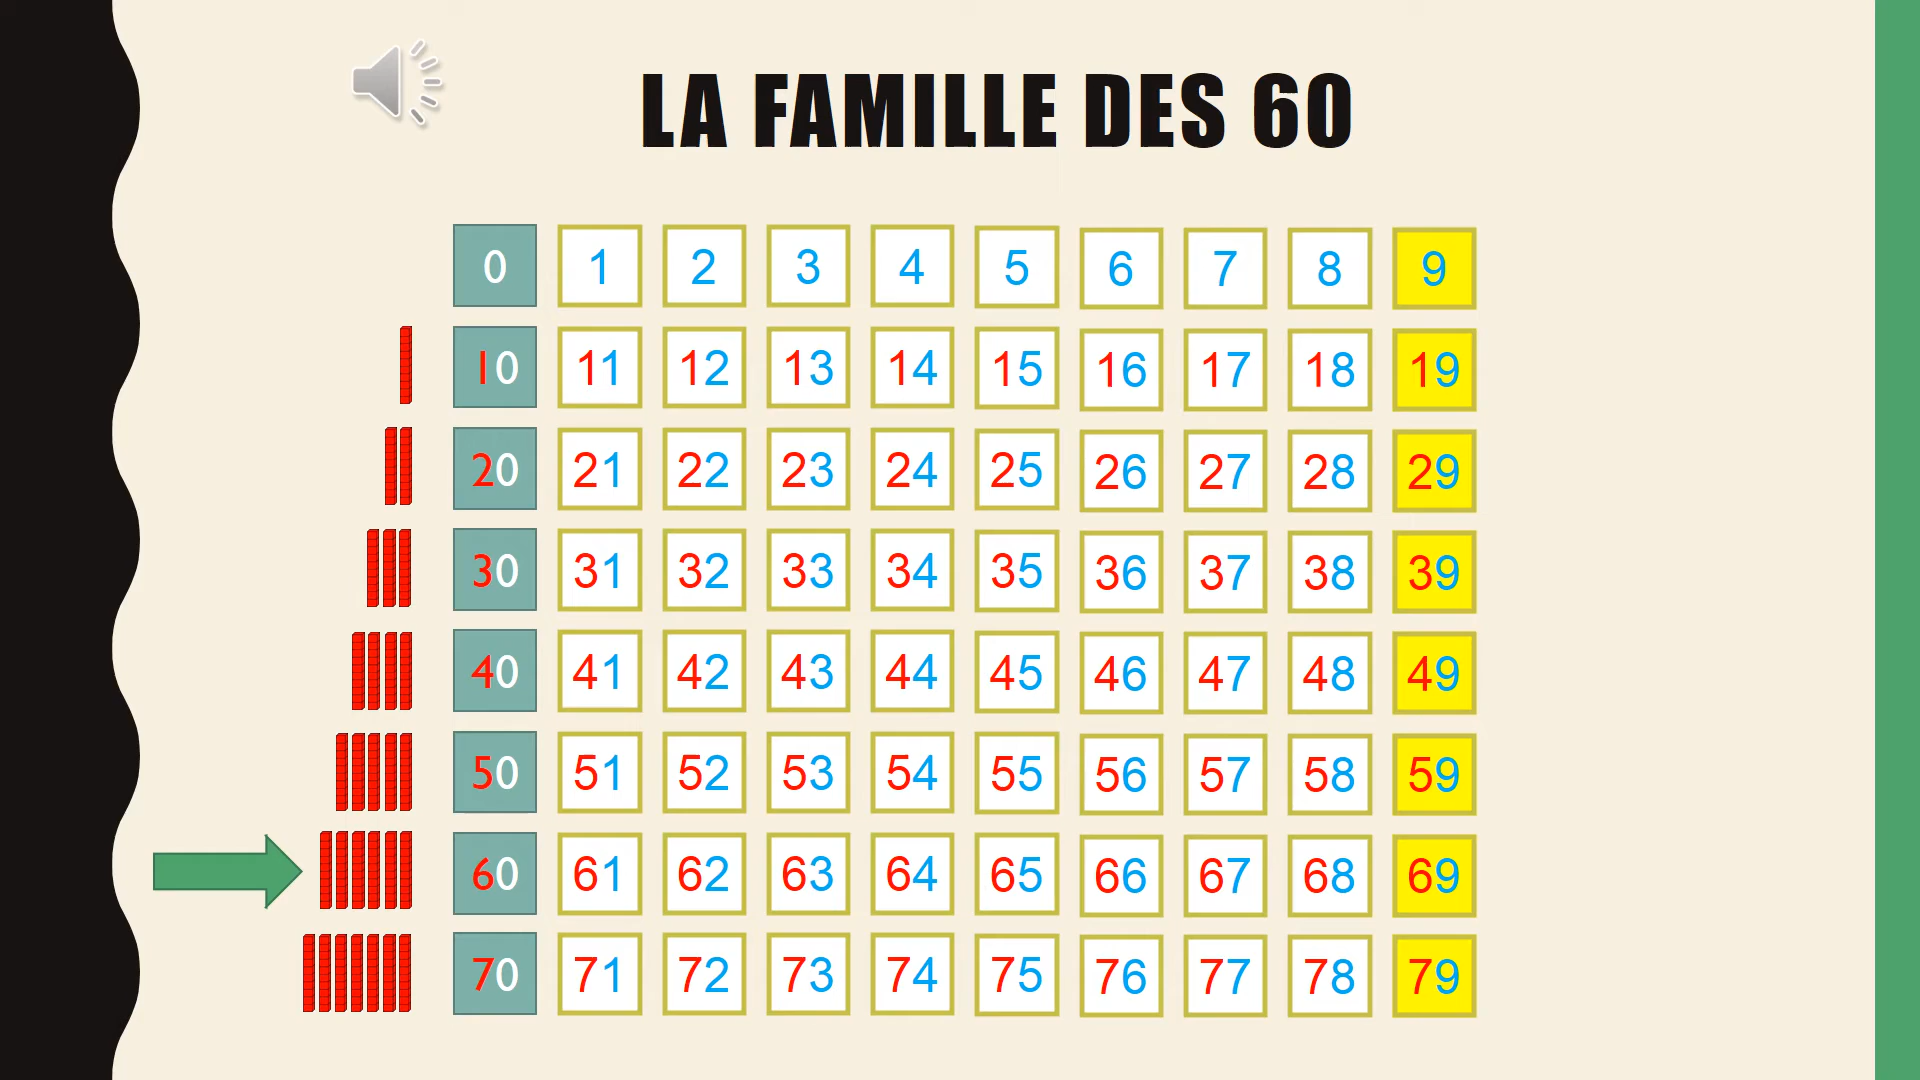 LA FAMILLE DES 60
0 1 2 3 4 5 6 7 8 9
10 11 12 13 14 15 16 17 18 19
20 21 22 23 24 25 26 27 28 29
30 31 32 33 34 35 36 37 38 39
40 41 42 43 44 45 46 47 48 49
50 51 52 53 54 55 56 57 58 59
60 61 62 63 64 65 66 67 68 69
70 71 72 73 74 75 76 77 78 79